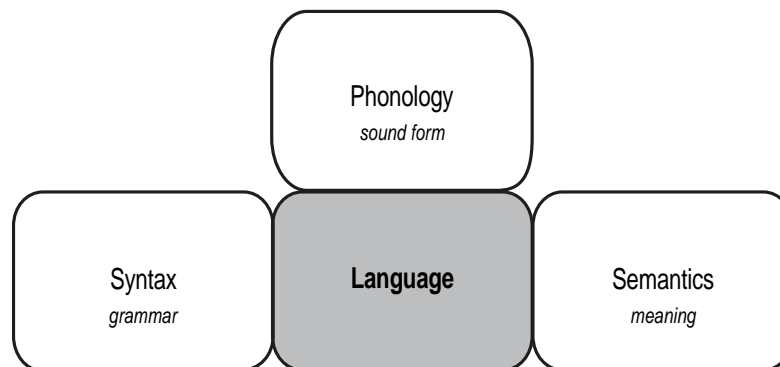 Phonology
sound form
Syntax
grammar
Language
Semantics
meaning